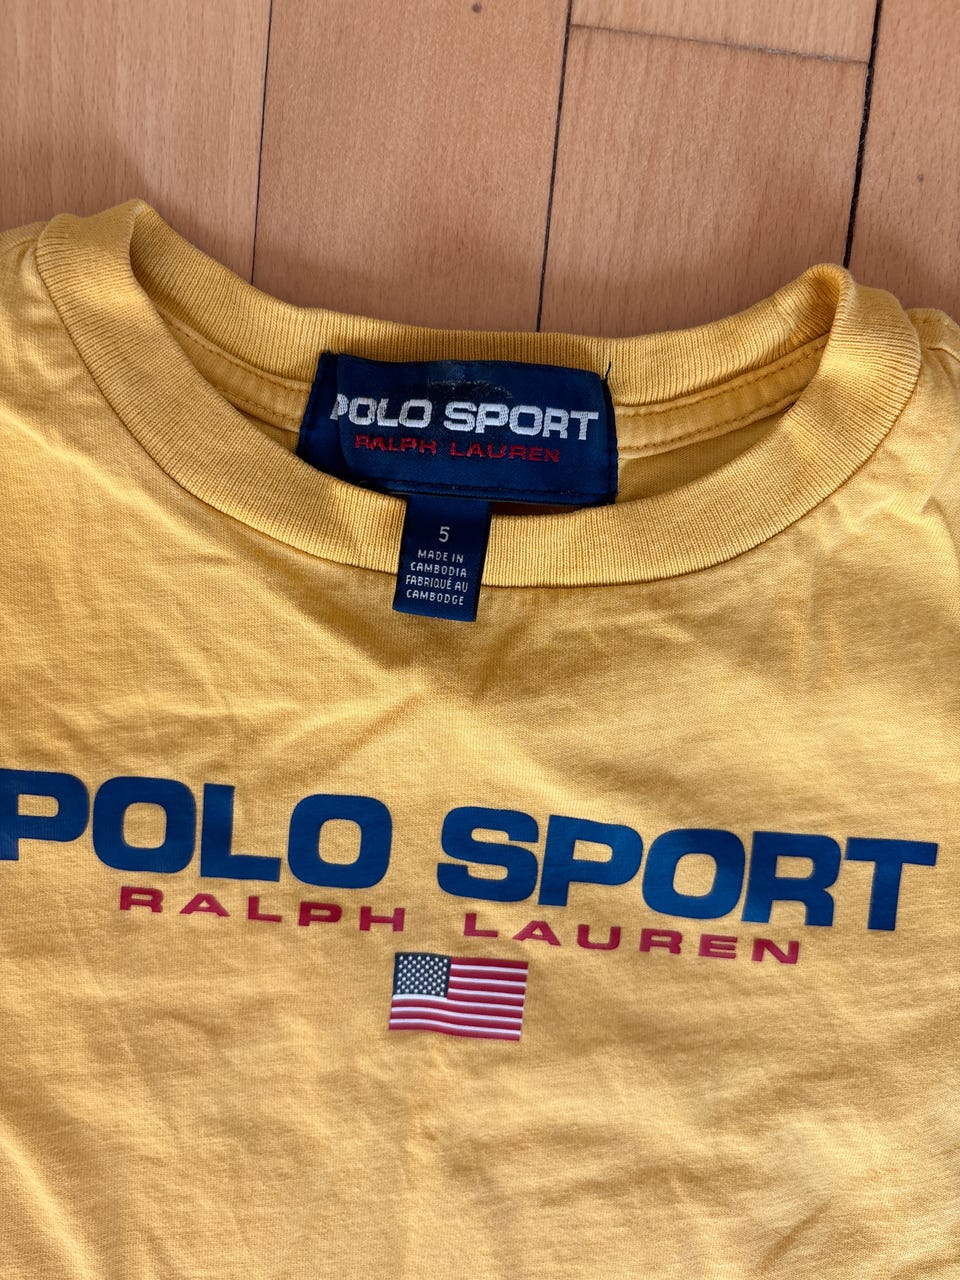 POLO SPORT
RALPH LAUREN
5
MADE IN
CAMBODIA
FABRIQUÉ AU
CAMBODGE
POLO SPORT
RALPH LAUREN